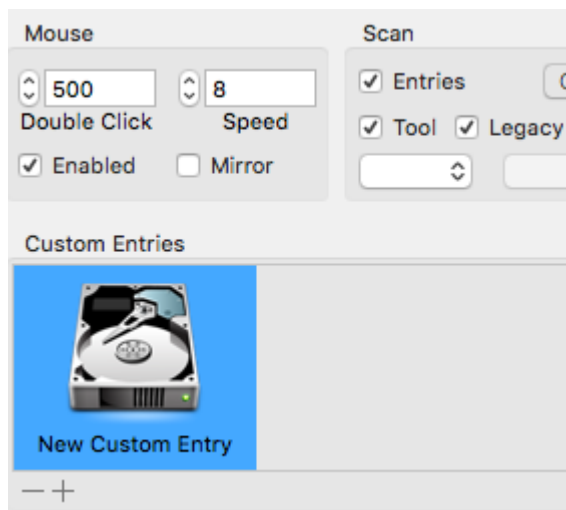 Mouse
Scan
500
8
Entries
Double Click
Speed
Tool
Legacy
Enabled
Mirror
Custom Entries
New Custom Entry